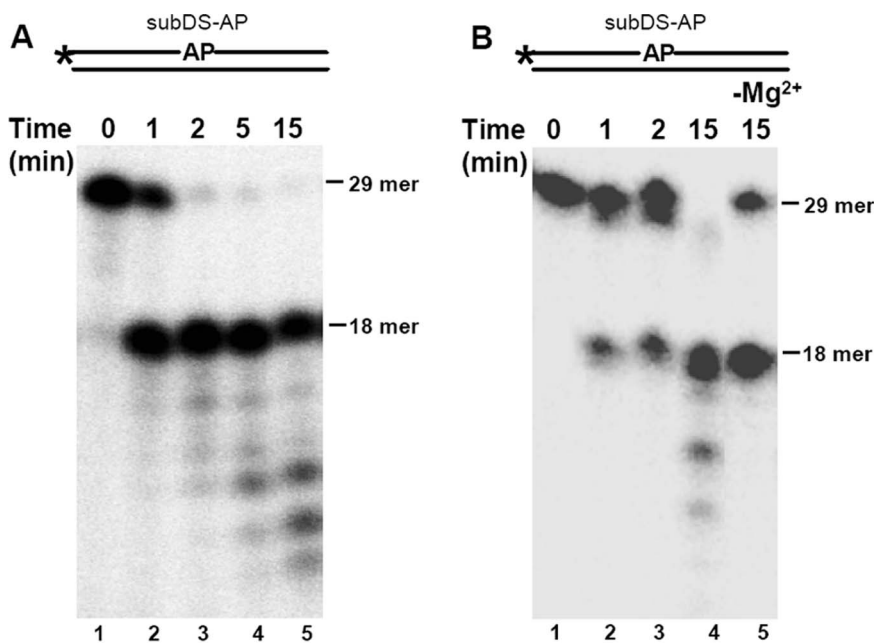 A
subDS-AP
* AP
Time 0 1 2 5 15
(min)
29 mer
18 mer
1 2 3 4 5
B
subDS-AP
* AP
-Mg²⁺
Time 0 1 2 15 15
(min)
29 mer
18 mer
1 2 3 4 5